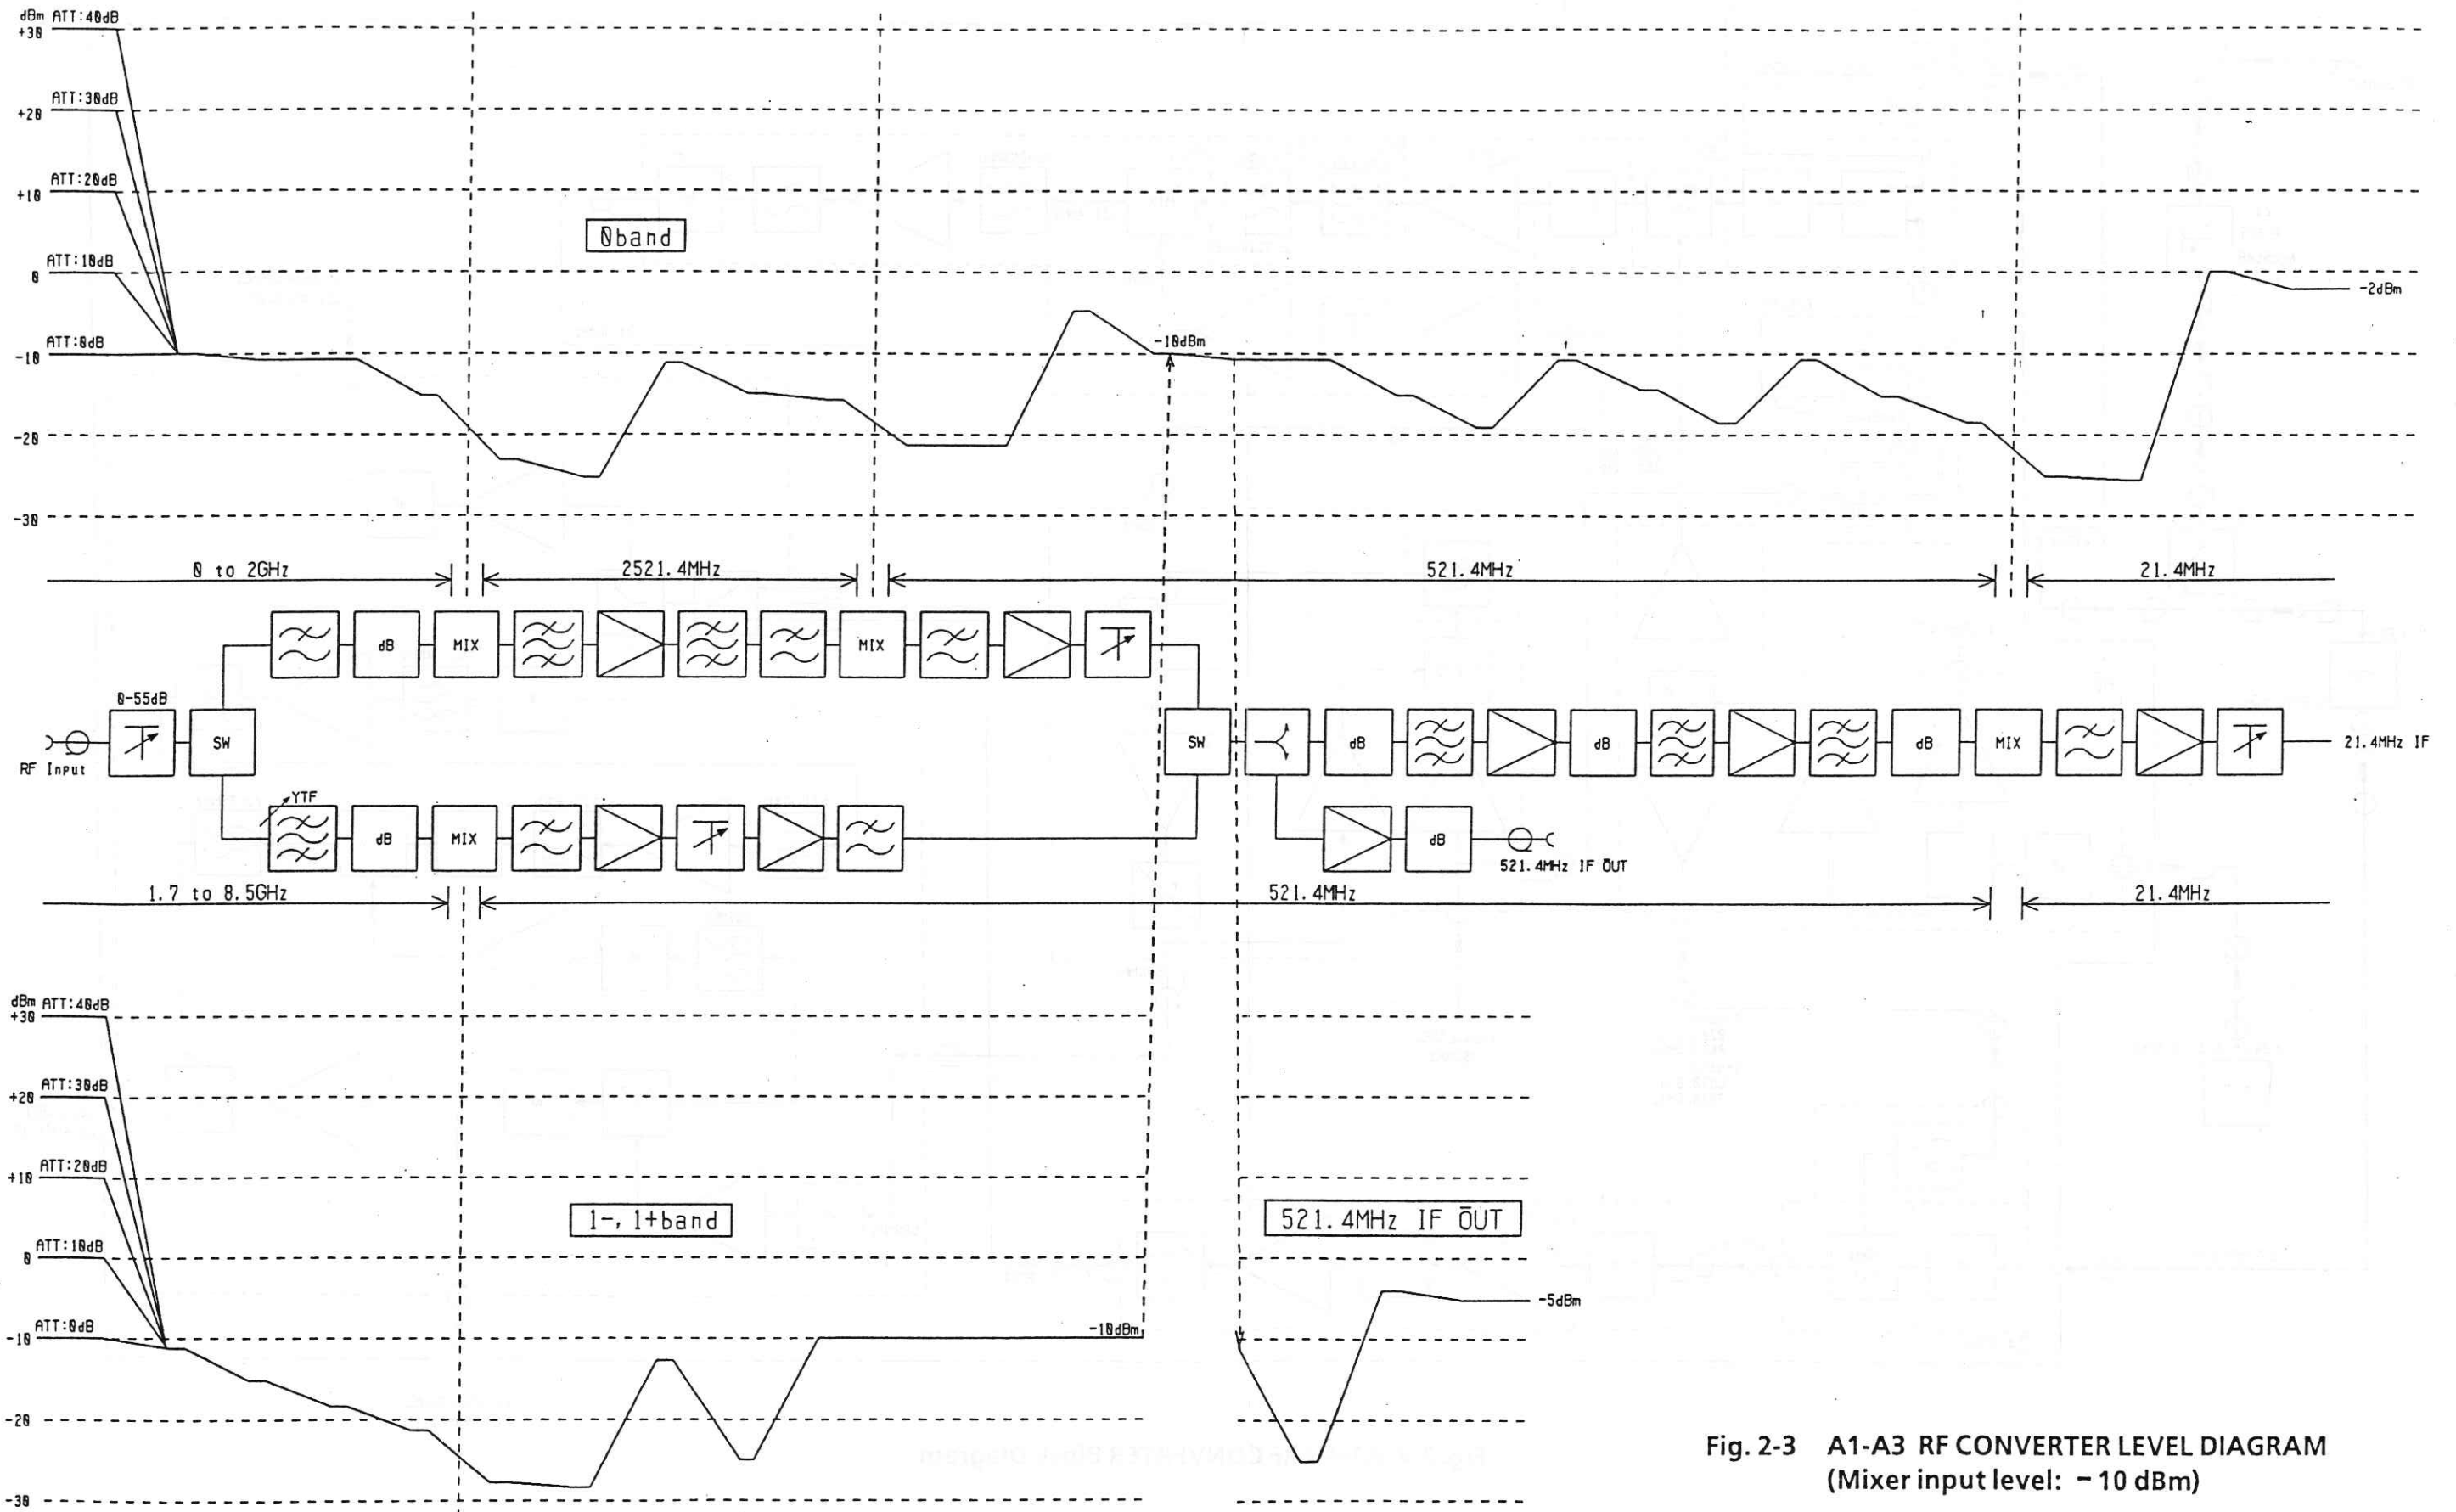 dBm ATT:40dB
+30
ATT:30dB
+20
ATT:20dB
+10
0band
ATT:10dB
0
-2dBm
ATT:0dB
-10
-10dBm
-20
-30
0 to 2GHz
2521.4MHz
521.4MHz
21.4MHz
dB
MIX
MIX
0-55dB
SW
RF Input
SW
dB
dB
dB
MIX
21.4MHz IF
YTF
dB
MIX
dB
521.4MHz IF OUT
1.7 to 8.5GHz
521.4MHz
21.4MHz
dBm ATT:40dB
+30
ATT:30dB
+20
ATT:20dB
+10
1-, 1+band
521.4MHz IF OUT
ATT:10dB
0
-5dBm
ATT:0dB
-10
-10dBm
-20
-30
Fig. 2-3 A1-A3 RF CONVERTER LEVEL DIAGRAM
(Mixer input level: -10 dBm)